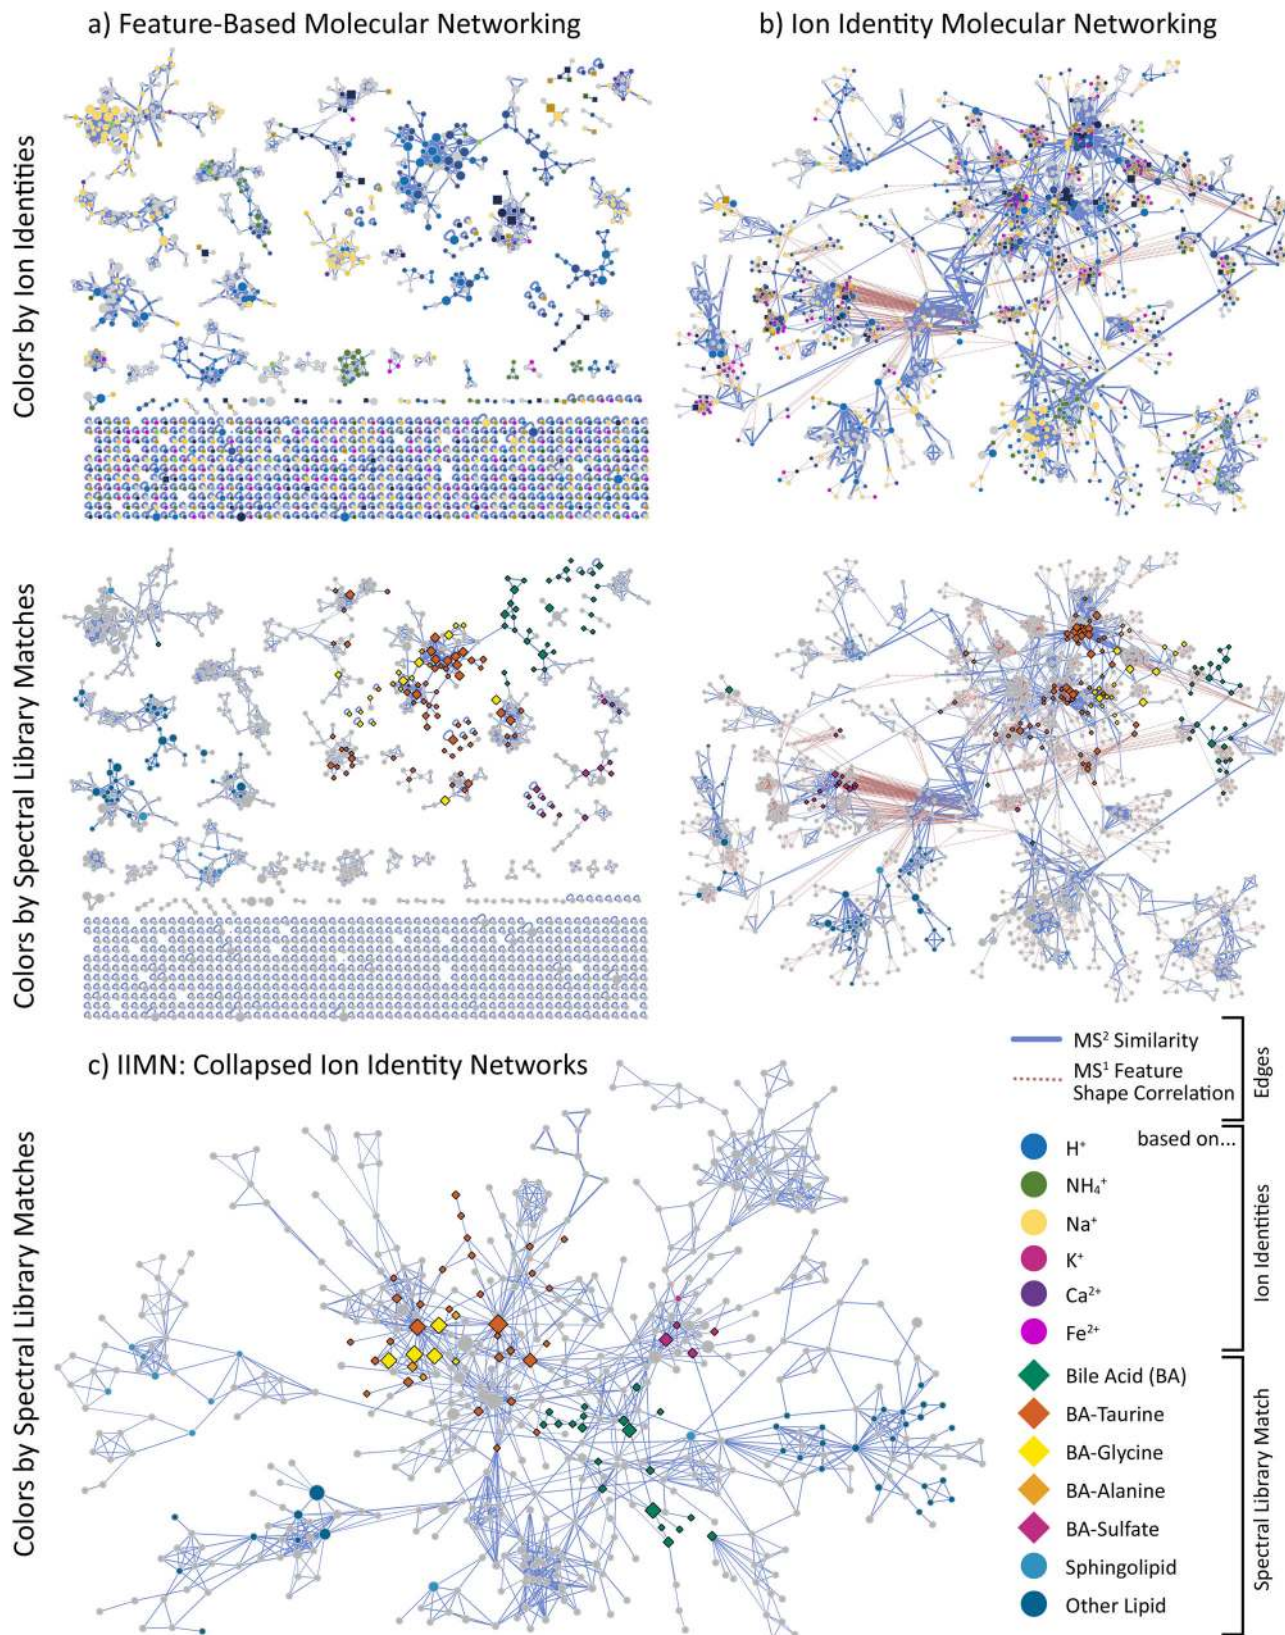 a) Feature-Based Molecular Networking
b) Ion Identity Molecular Networking
Colors by Ion Identities
Colors by Spectral Library Matches
c) IIMN: Collapsed Ion Identity Networks
Colors by Spectral Library Matches
MS² Similarity
MS¹ Feature
Shape Correlation
Edges
based on...
H⁺
NH₄⁺
Na⁺
K⁺
Ca²⁺
Fe²⁺
Ion Identities
Bile Acid (BA)
BA-Taurine
BA-Glycine
BA-Alanine
BA-Sulfate
Sphingolipid
Other Lipid
Spectral Library Match